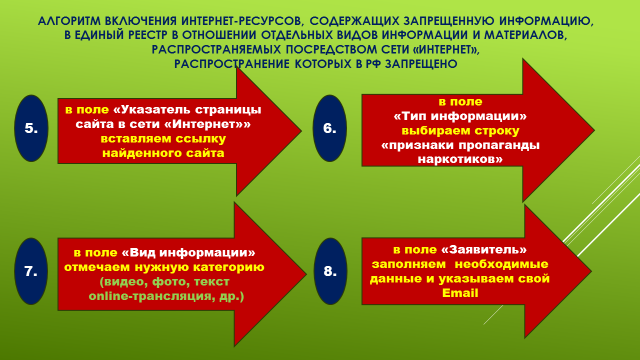 АЛГОРИТМ ВКЛЮЧЕНИЯ ИНТЕРНЕТ-РЕСУРСОВ, СОДЕРЖАЩИХ ЗАПРЕЩЕННУЮ ИНФОРМАЦИЮ,
В ЕДИНЫЙ РЕЕСТР В ОТНОШЕНИИ ОТДЕЛЬНЫХ ВИДОВ ИНФОРМАЦИИ И МАТЕРИАЛОВ,
РАСПРОСТРАНЯЕМЫХ ПОСРЕДСТВОМ СЕТИ «ИНТЕРНЕТ»,
РАСПРОСТРАНЕНИЕ КОТОРЫХ В РФ ЗАПРЕЩЕНО
5.
в поле «Указатель страницы
сайта в сети «Интернет»»
вставляем ссылку
найденного сайта
6.
в поле
«Тип информации»
выбираем строку
«признаки пропаганды
наркотиков»
7.
в поле «Вид информации»
отмечаем нужную категорию
(видео, фото, текст
online-трансляция, др.)
8.
в поле «Заявитель»
заполняем необходимые
данные и указываем свой
Email